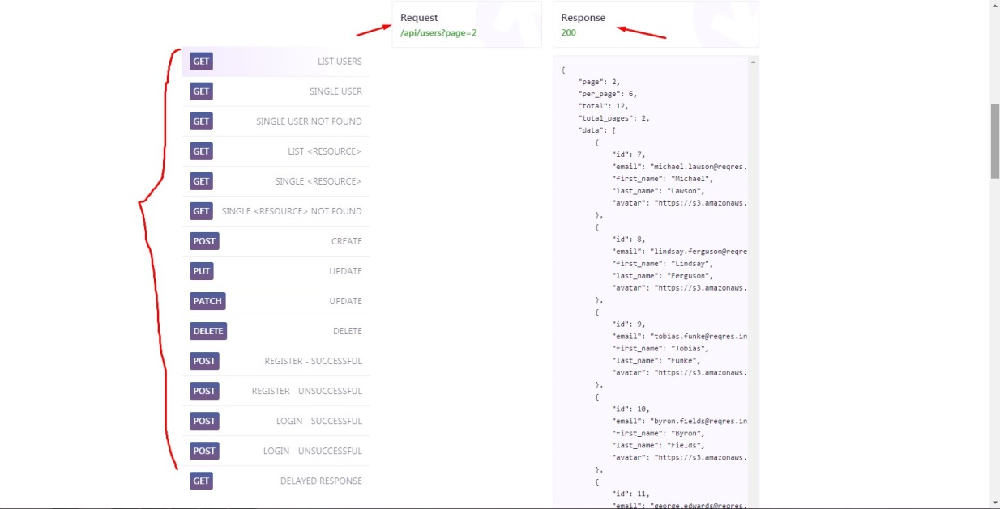 Request
/api/users?page=2
Response
200
GET LIST USERS
GET SINGLE USER
GET SINGLE USER NOT FOUND
GET LIST <RESOURCE>
GET SINGLE <RESOURCE>
GET SINGLE <RESOURCE> NOT FOUND
POST CREATE
PUT UPDATE
PATCH UPDATE
DELETE DELETE
POST REGISTER - SUCCESSFUL
POST REGISTER - UNSUCCESSFUL
POST LOGIN - SUCCESSFUL
POST LOGIN - UNSUCCESSFUL
GET DELAYED RESPONSE
{
"page": 2,
"per_page": 6,
"total": 12,
"total_pages": 2,
"data": [
{
"id": 7,
"email": "michael.lawson@reqres.
"first_name": "Michael",
"last_name": "Lawson",
"avatar": "https://s3.amazonaws.
},
{
"id": 8,
"email": "lindsay.ferguson@reqre
"first_name": "Lindsay",
"last_name": "Ferguson",
"avatar": "https://s3.amazonaws.
},
{
"id": 9,
"email": "tobias.funke@reqres.in
"first_name": "Tobias",
"last_name": "Funke",
"avatar": "https://s3.amazonaws.
},
{
"id": 10,
"email": "byron.fields@reqres.in
"first_name": "Byron",
"last_name": "Fields",
"avatar": "https://s3.amazonaws.
},
{
"id": 11,
"email": "george.edwards@reqres.